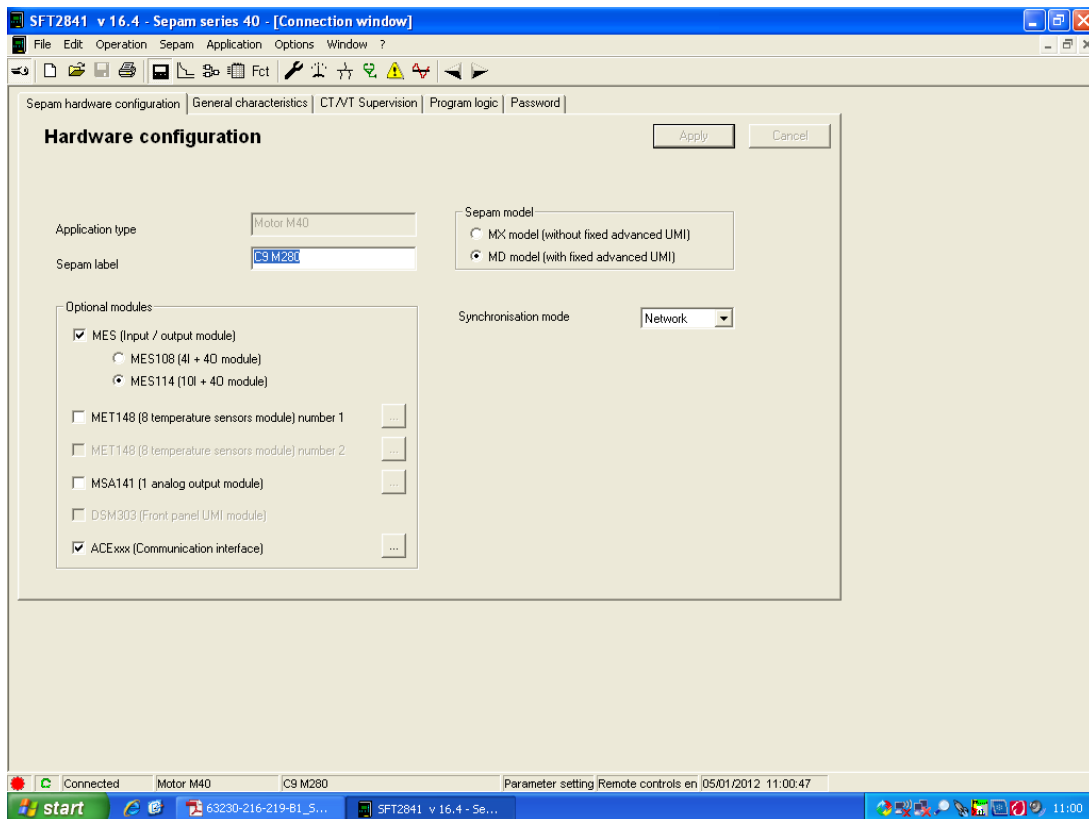 SFT2841 v 16.4 - Sepam series 40 - [Connection window]
File Edit Operation Sepam Application Options Window ?
Fct
Sepam hardware configuration General characteristics CT/VT Supervision Program logic Password
Hardware configuration
Apply Cancel
Application type Motor M40
Sepam label C9 M280
Sepam model
MX model (without fixed advanced UMI)
MD model (with fixed advanced UMI)
Synchronisation mode Network
Optional modules
MES (Input / output module)
MES108 (4I + 4O module)
MES114 (10I + 4O module)
MET148 (8 temperature sensors module) number 1 ...
MET148 (8 temperature sensors module) number 2 ...
MSA141 (1 analog output module) ...
DSM303 (Front panel UMI module)
ACExxx (Communication interface) ...
Connected Motor M40 C9 M280 Parameter setting Remote controls en 05/01/2012 11:00:47
start 63230-216-219-B1_S... SFT2841 v 16.4 - Se... 11:00